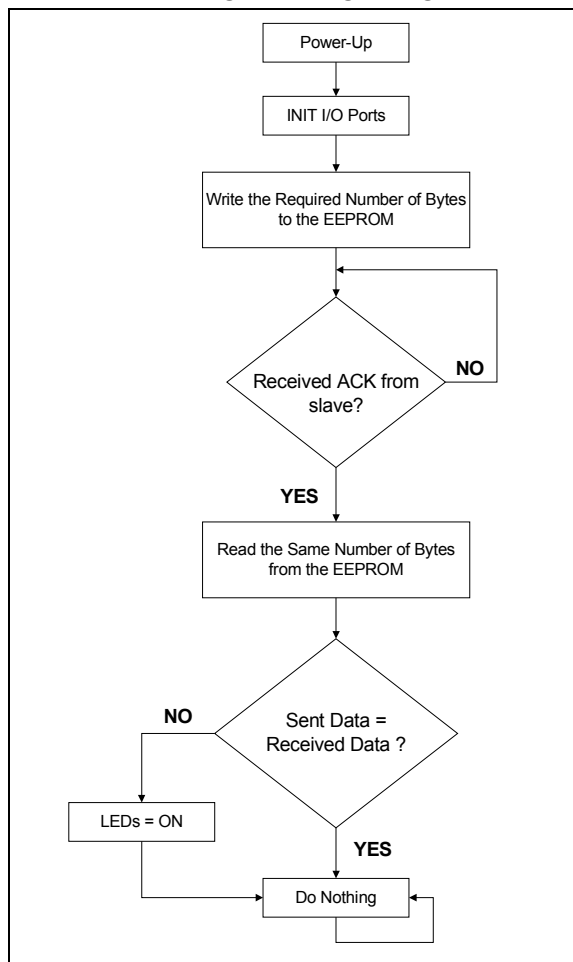 Power-Up
INIT I/O Ports
Write the Required Number of Bytes
to the EEPROM
NO
Received ACK from
slave?
YES
Read the Same Number of Bytes
from the EEPROM
NO
Sent Data =
Received Data ?
LEDs = ON
YES
Do Nothing